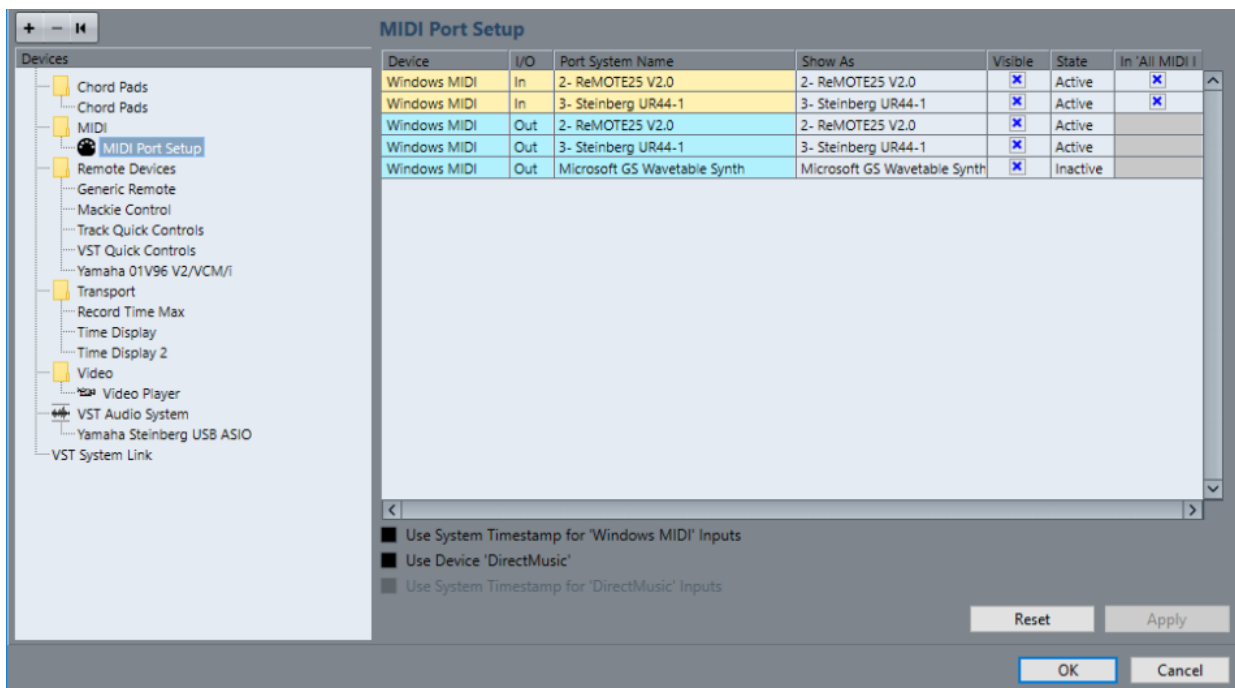 MIDI Port Setup
Devices
Chord Pads
Chord Pads
MIDI
MIDI Port Setup
Remote Devices
Generic Remote
Mackie Control
Track Quick Controls
VST Quick Controls
Yamaha 01V96 V2/VCM/i
Transport
Record Time Max
Time Display
Time Display 2
Video
Video Player
VST Audio System
Yamaha Steinberg USB ASIO
VST System Link
Device I/O Port System Name Show As Visible State In 'All MIDI I
Windows MIDI In 2- ReMOTE25 V2.0 2- ReMOTE25 V2.0 Active
Windows MIDI In 3- Steinberg UR44-1 3- Steinberg UR44-1 Active
Windows MIDI Out 2- ReMOTE25 V2.0 2- ReMOTE25 V2.0 Active
Windows MIDI Out 3- Steinberg UR44-1 3- Steinberg UR44-1 Active
Windows MIDI Out Microsoft GS Wavetable Synth Microsoft GS Wavetable Synth Inactive
Use System Timestamp for 'Windows MIDI' Inputs
Use Device 'DirectMusic'
Use System Timestamp for 'DirectMusic' Inputs
Reset Apply
OK Cancel